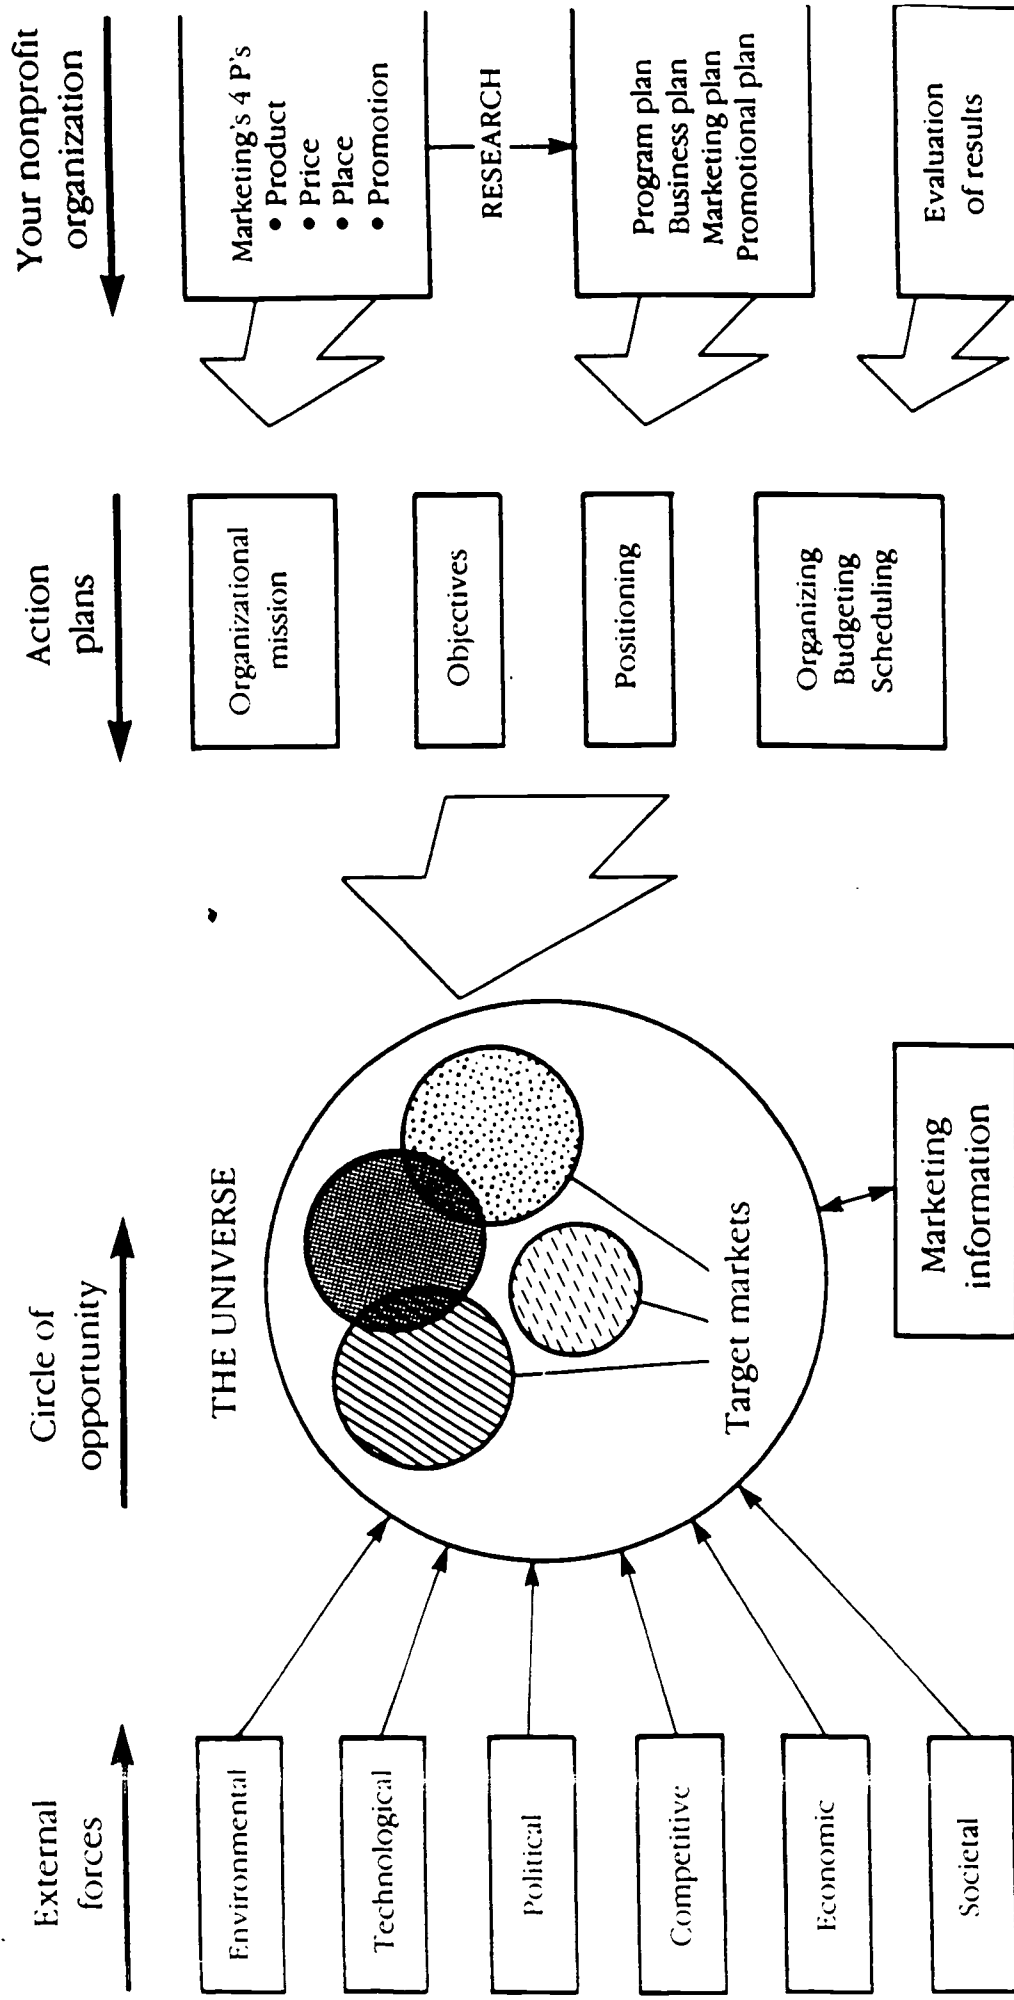 External
forces
Environmental
Technological
Political
Competitive
Economic
Societal
Circle of
opportunity
THE UNIVERSE
Target markets
Marketing
information
Action
plans
Organizational
mission
Objectives
Positioning
Organizing
Budgeting
Scheduling
Your nonprofit
organization
Marketing's 4 P's
• Product
• Price
• Place
• Promotion
RESEARCH
Program plan
Business plan
Marketing plan
Promotional plan
Evaluation
of results